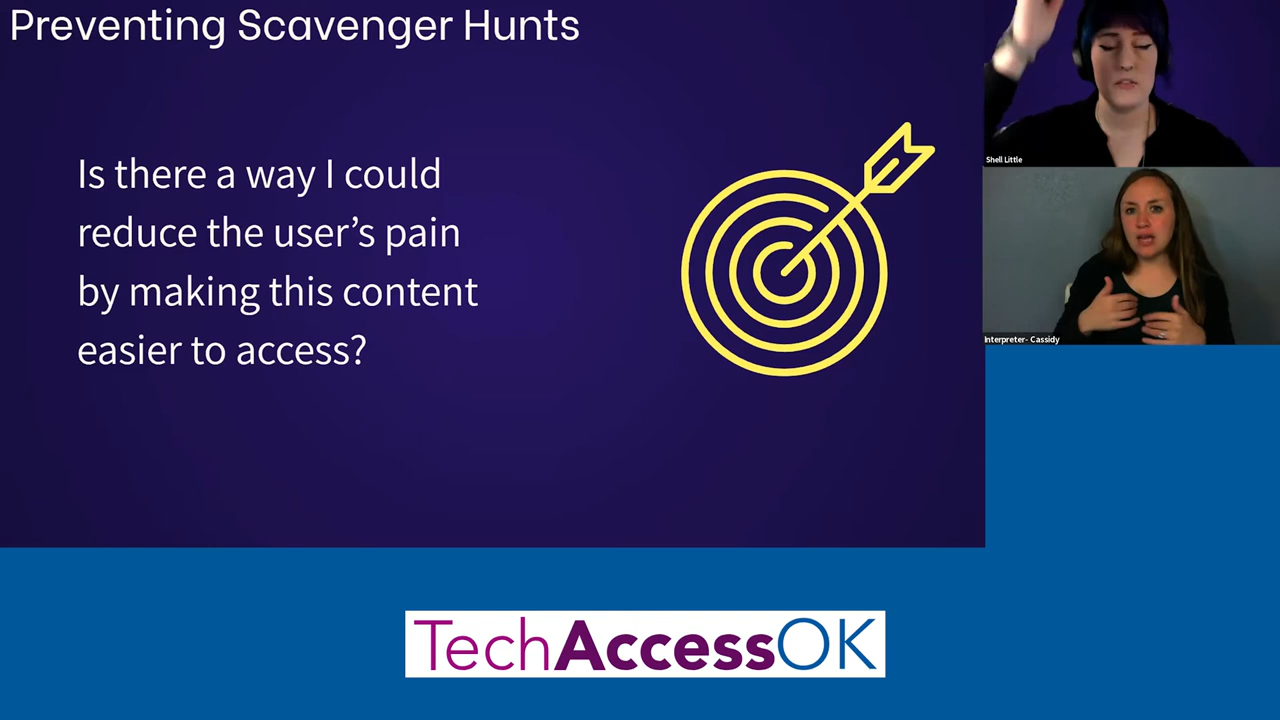 Preventing Scavenger Hunts
Is there a way I could
reduce the user’s pain
by making this content
easier to access?
Shell Little
Interpreter- Cassidy
TechAccessOK